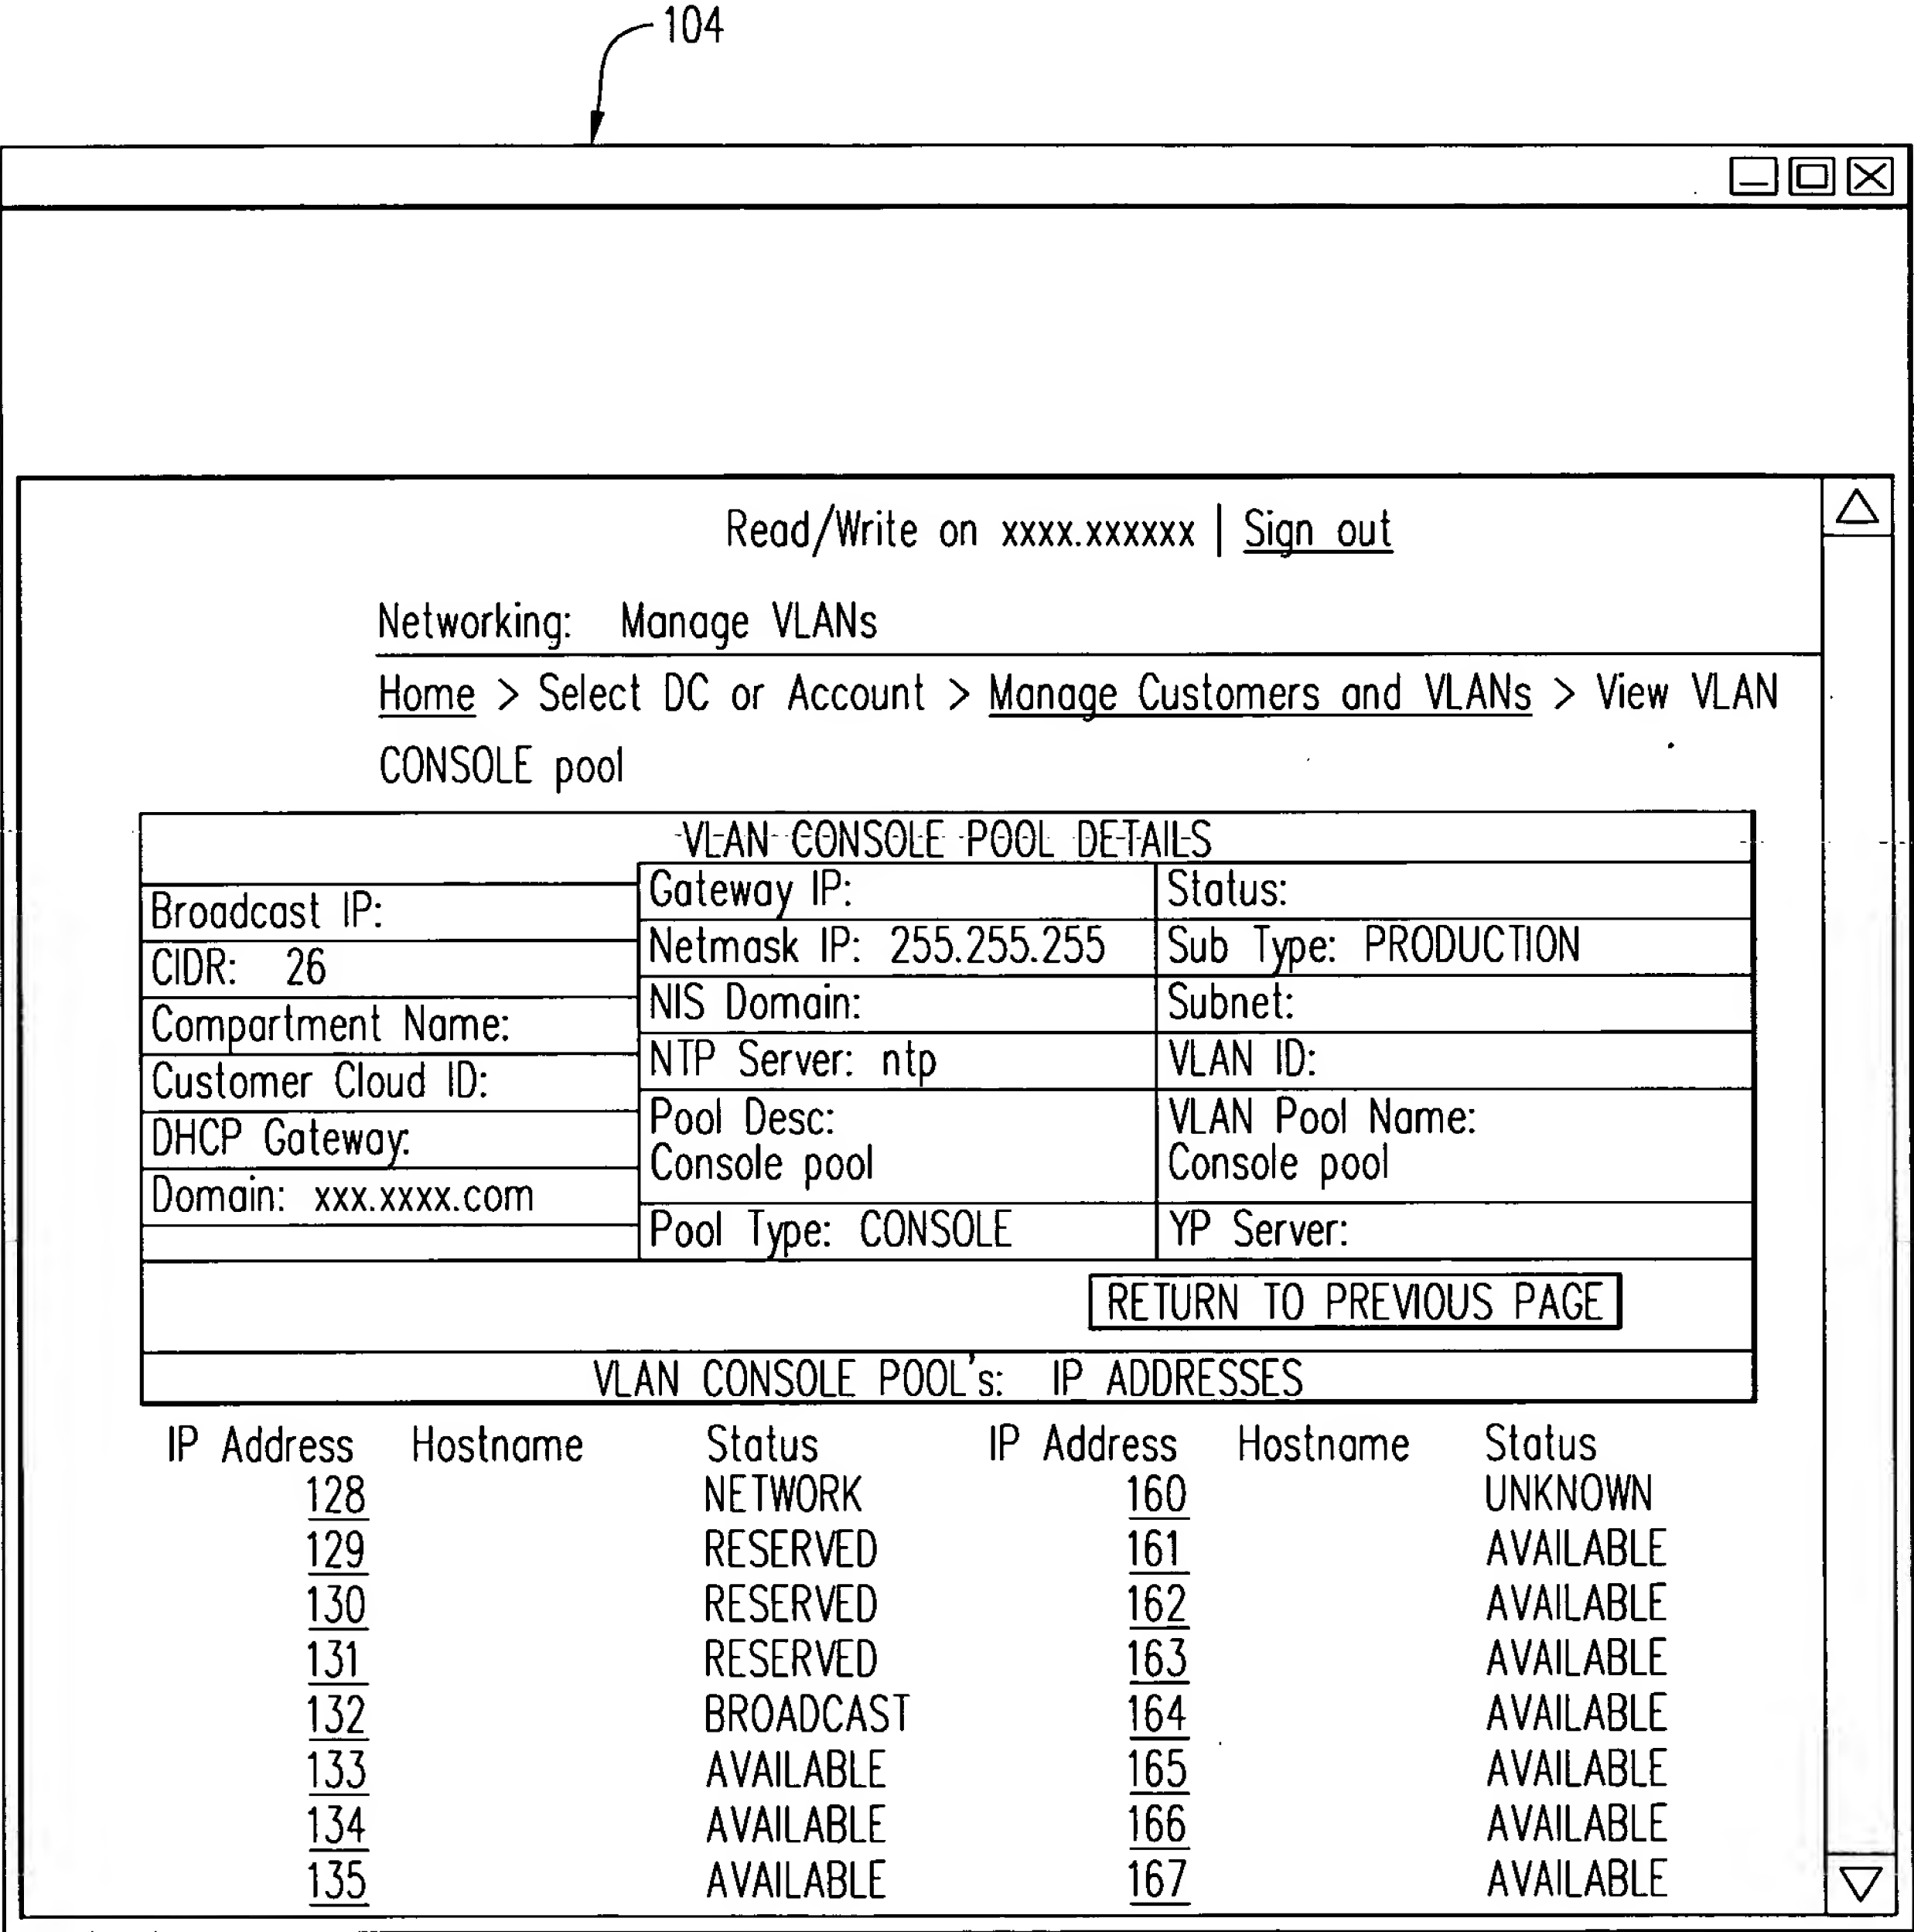 104
Read/Write on xxxx.xxxxxx | Sign out
Networking: Manage VLANs
Home > Select DC or Account > Manage Customers and VLANs > View VLAN
CONSOLE pool
VLAN CONSOLE POOL DETAILS
Broadcast IP:
CIDR: 26
Compartment Name:
Customer Cloud ID:
DHCP Gateway:
Domain: xxx.xxxx.com
Gateway IP:
Netmask IP: 255.255.255
NIS Domain:
NTP Server: ntp
Pool Desc:
Console pool
Pool Type: CONSOLE
Status:
Sub Type: PRODUCTION
Subnet:
VLAN ID:
VLAN Pool Name:
Console pool
YP Server:
RETURN TO PREVIOUS PAGE
VLAN CONSOLE POOL's: IP ADDRESSES
IP Address Hostname Status IP Address Hostname Status
128 NETWORK 160 UNKNOWN
129 RESERVED 161 AVAILABLE
130 RESERVED 162 AVAILABLE
131 RESERVED 163 AVAILABLE
132 BROADCAST 164 AVAILABLE
133 AVAILABLE 165 AVAILABLE
134 AVAILABLE 166 AVAILABLE
135 AVAILABLE 167 AVAILABLE